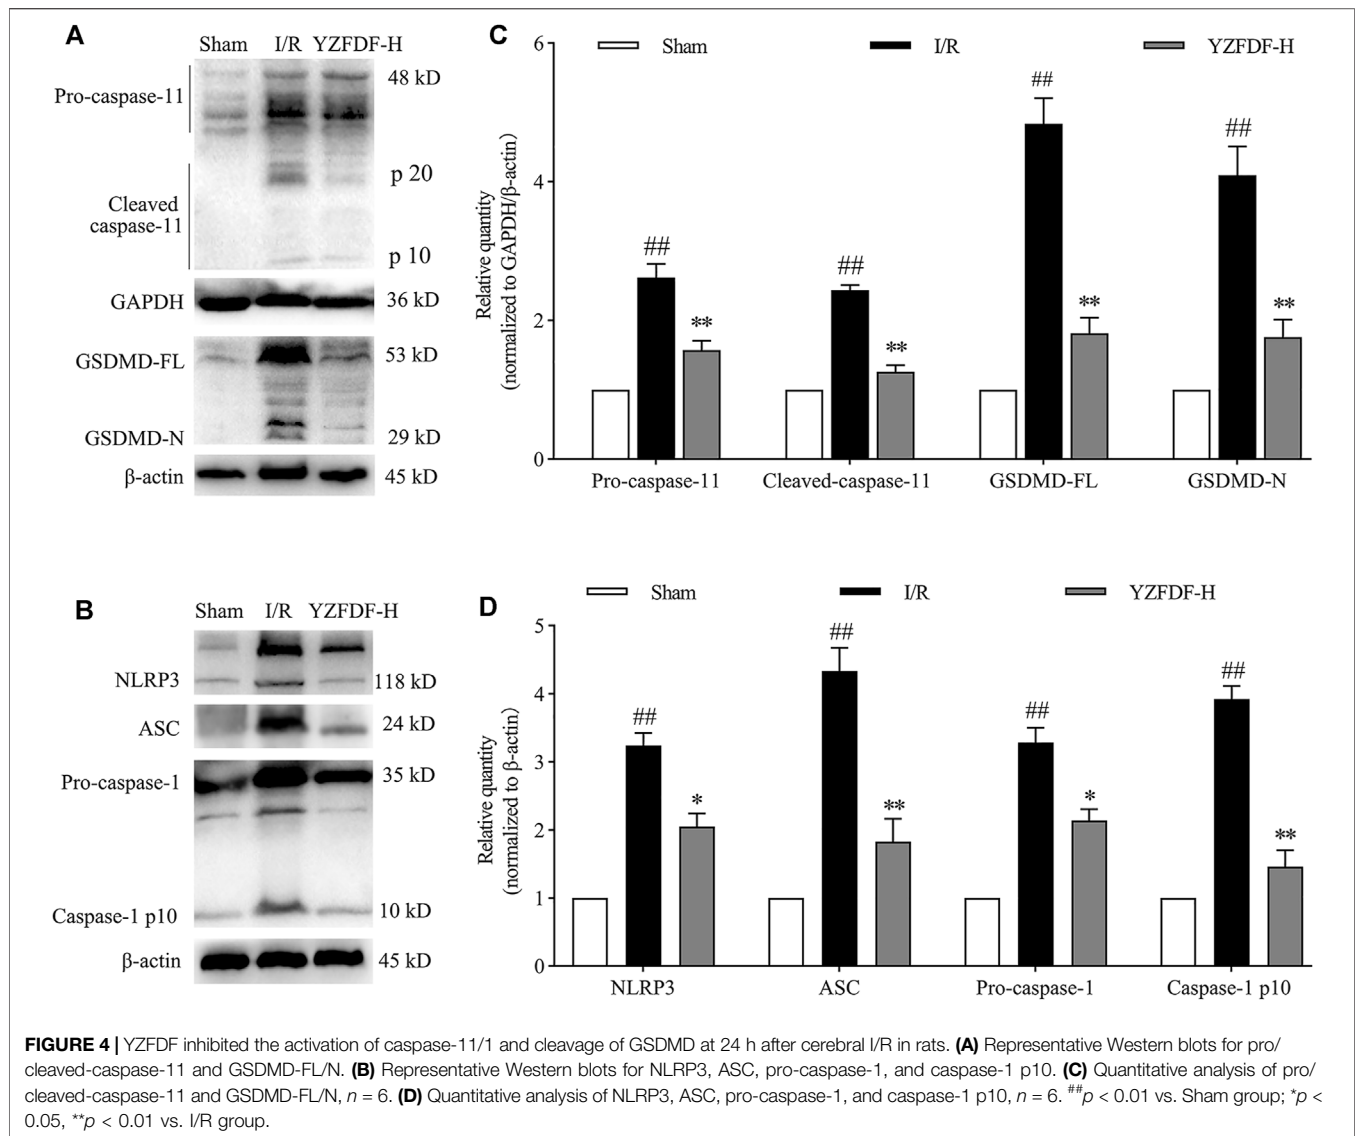 A
Sham I/R YZFDF-H
Pro-caspase-11
48 kD
p 20
Cleaved
caspase-11
p 10
GAPDH
36 kD
GSDMD-FL
53 kD
GSDMD-N
29 kD
β-actin
45 kD
C
Sham I/R YZFDF-H
Relative quantity
(normalized to GAPDH/β-actin)
6
4
2
0
## ** ## ** ## ** ## **
Pro-caspase-11 Cleaved-caspase-11 GSDMD-FL GSDMD-N
B
Sham I/R YZFDF-H
NLRP3
118 kD
ASC
24 kD
Pro-caspase-1
35 kD
Caspase-1 p10
10 kD
β-actin
45 kD
D
Sham I/R YZFDF-H
Relative quantity
(normalized to β-actin)
5
4
3
2
1
0
## * ## ** ## * ## **
NLRP3 ASC Pro-caspase-1 Caspase-1 p10
FIGURE 4 | YZFDF inhibited the activation of caspase-11/1 and cleavage of GSDMD at 24 h after cerebral I/R in rats. (A) Representative Western blots for pro/
cleaved-caspase-11 and GSDMD-FL/N. (B) Representative Western blots for NLRP3, ASC, pro-caspase-1, and caspase-1 p10. (C) Quantitative analysis of pro/
cleaved-caspase-11 and GSDMD-FL/N, n = 6. (D) Quantitative analysis of NLRP3, ASC, pro-caspase-1, and caspase-1 p10, n = 6. ##p < 0.01 vs. Sham group; *p <
0.05, **p < 0.01 vs. I/R group.